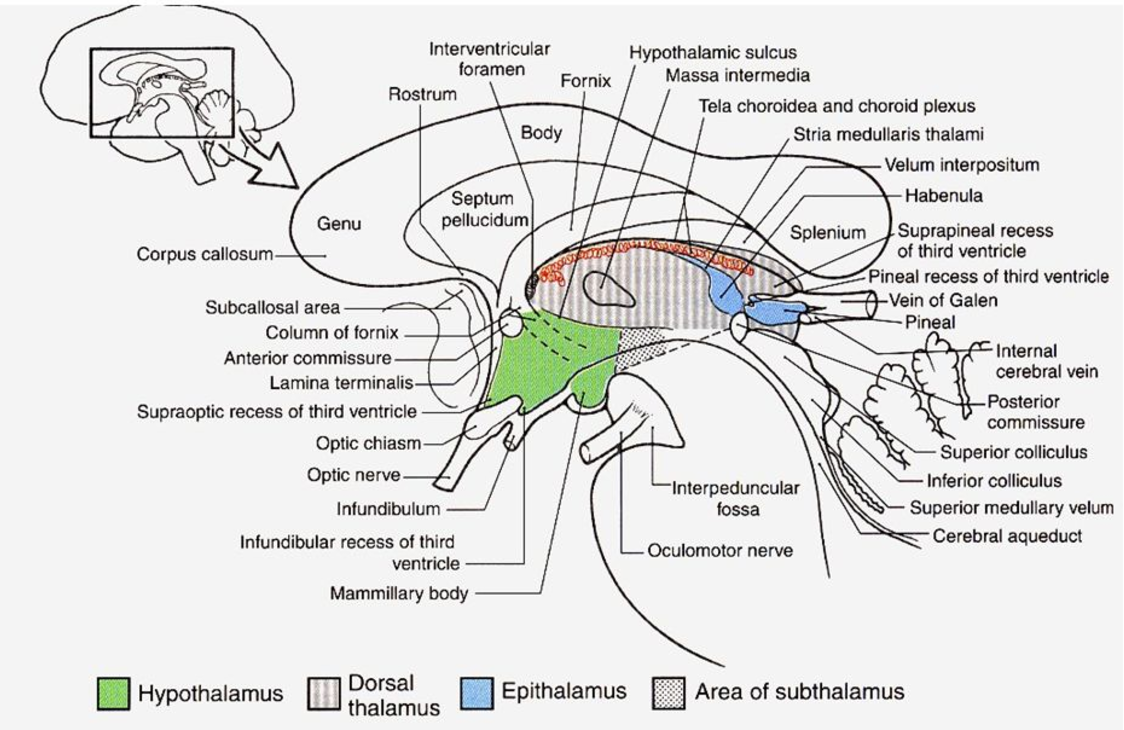 Interventricular
foramen
Hypothalamic sulcus
Massa intermedia
Fornix
Rostrum
Tela choroidea and choroid plexus
Body
Stria medullaris thalami
Velum interpositum
Habenula
Septum
pellucidum
Genu
Splenium
Suprapineal recess
of third ventricle
Corpus callosum
Pineal recess of third ventricle
Vein of Galen
Subcallosal area
Pineal
Column of fornix
Internal
cerebral vein
Anterior commissure
Lamina terminalis
Posterior
commissure
Supraoptic recess of third ventricle
Optic chiasm
Superior colliculus
Optic nerve
Inferior colliculus
Interpeduncular
fossa
Infundibulum
Superior medullary velum
Cerebral aqueduct
Infundibular recess of third
ventricle
Oculomotor nerve
Mammillary body
Hypothalamus
Dorsal
thalamus
Epithalamus
Area of subthalamus